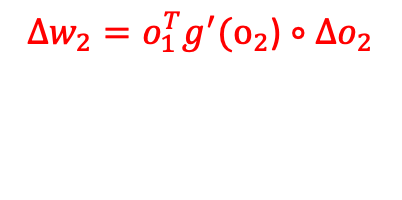 Δw₂ = o₁ᵀg′(o₂) ∘ Δo₂